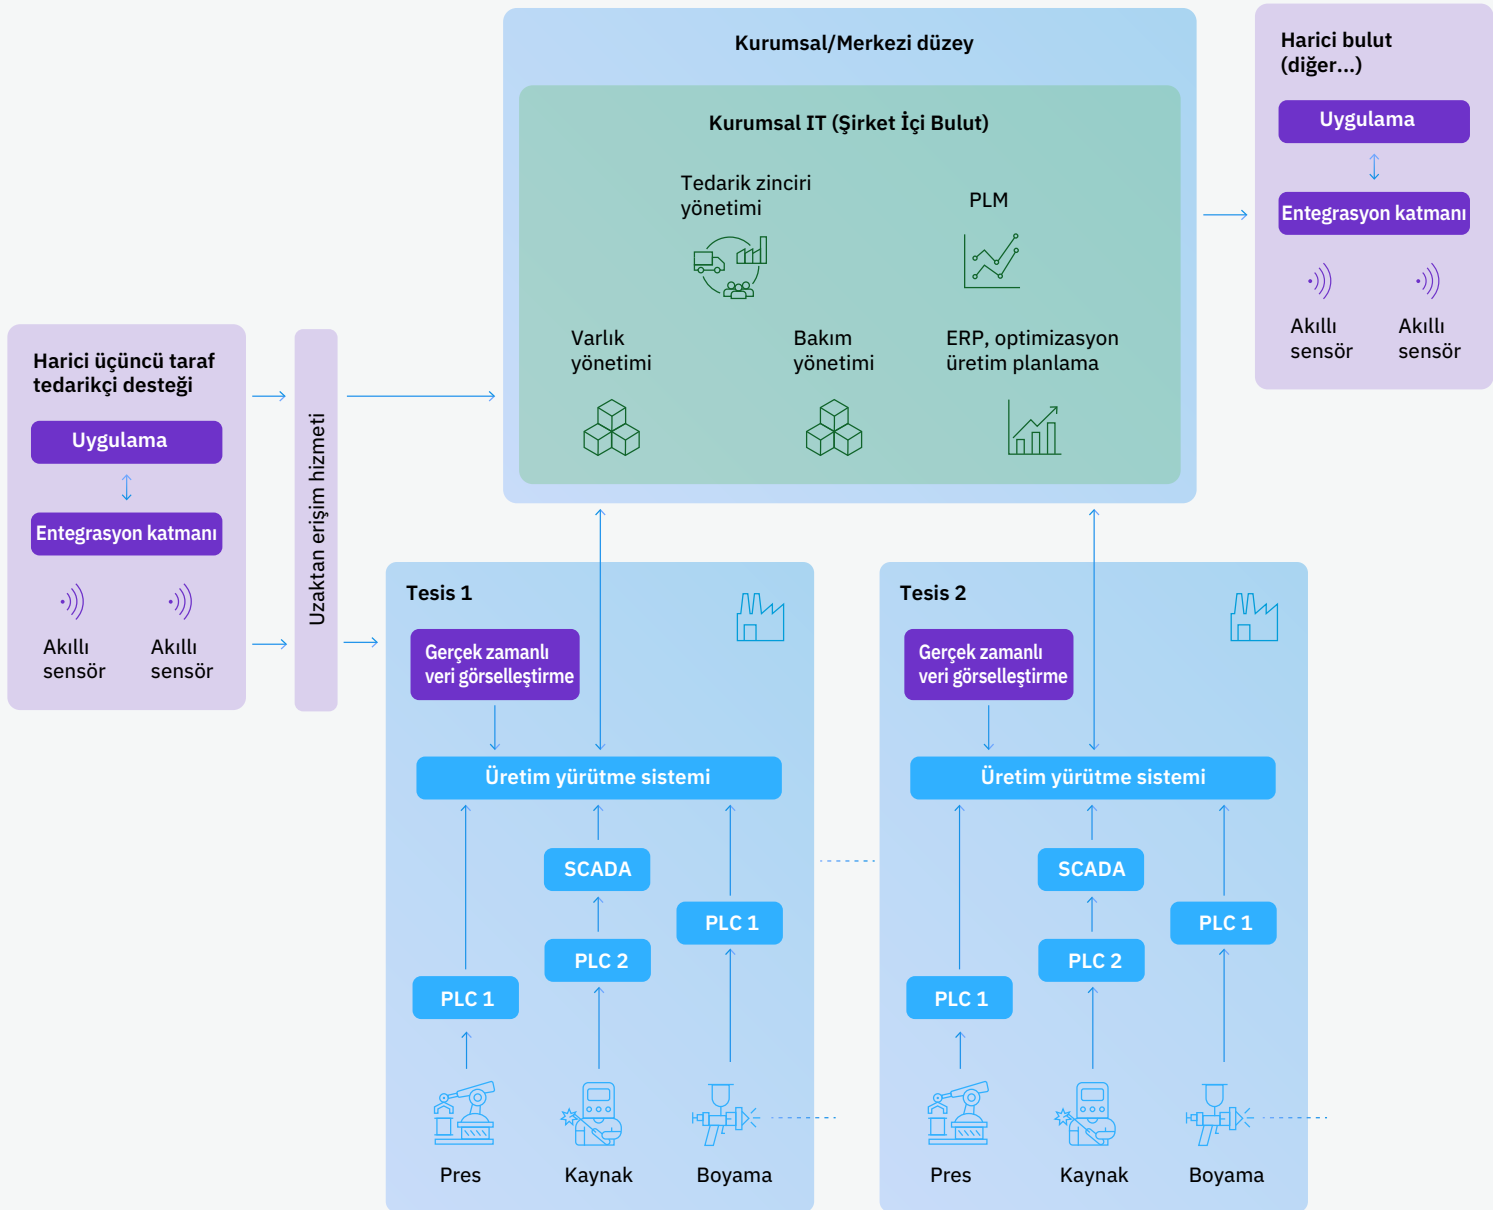 Kurumsal/Merkezi düzey
Kurumsal IT (Şirket İçi Bulut)
Tedarik zinciri
yönetimi
PLM
Varlık
yönetimi
Bakım
yönetimi
ERP, optimizasyon
üretim planlama
Harici bulut
(diğer...)
Uygulama
Entegrasyon katmanı
Akıllı
sensör
Akıllı
sensör
Harici üçüncü taraf
tedarikçi desteği
Uygulama
Entegrasyon katmanı
Akıllı
sensör
Akıllı
sensör
Uzaktan erişim hizmeti
Tesis 1
Gerçek zamanlı
veri görselleştirme
Üretim yürütme sistemi
SCADA
PLC 1
PLC 2
PLC 1
Pres
Kaynak
Boyama
Tesis 2
Gerçek zamanlı
veri görselleştirme
Üretim yürütme sistemi
SCADA
PLC 1
PLC 2
PLC 1
Pres
Kaynak
Boyama